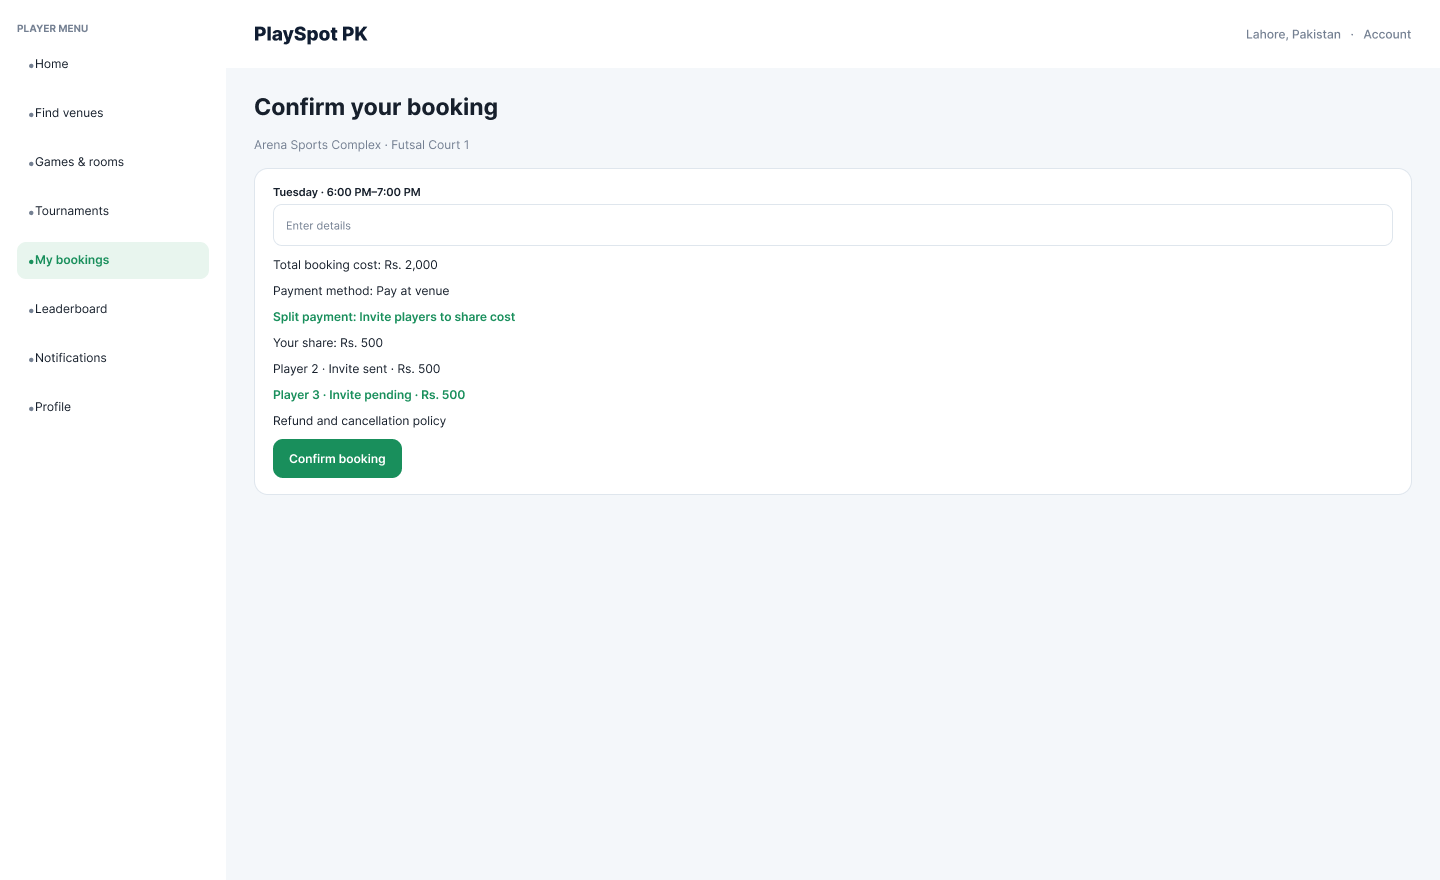 PLAYER MENU
Home
Find venues
Games & rooms
Tournaments
My bookings
Leaderboard
Notifications
Profile
PlaySpot PK
Lahore, Pakistan · Account
Confirm your booking
Arena Sports Complex · Futsal Court 1
Tuesday · 6:00 PM–7:00 PM
Enter details
Total booking cost: Rs. 2,000
Payment method: Pay at venue
Split payment: Invite players to share cost
Your share: Rs. 500
Player 2 · Invite sent · Rs. 500
Player 3 · Invite pending · Rs. 500
Refund and cancellation policy
Confirm booking